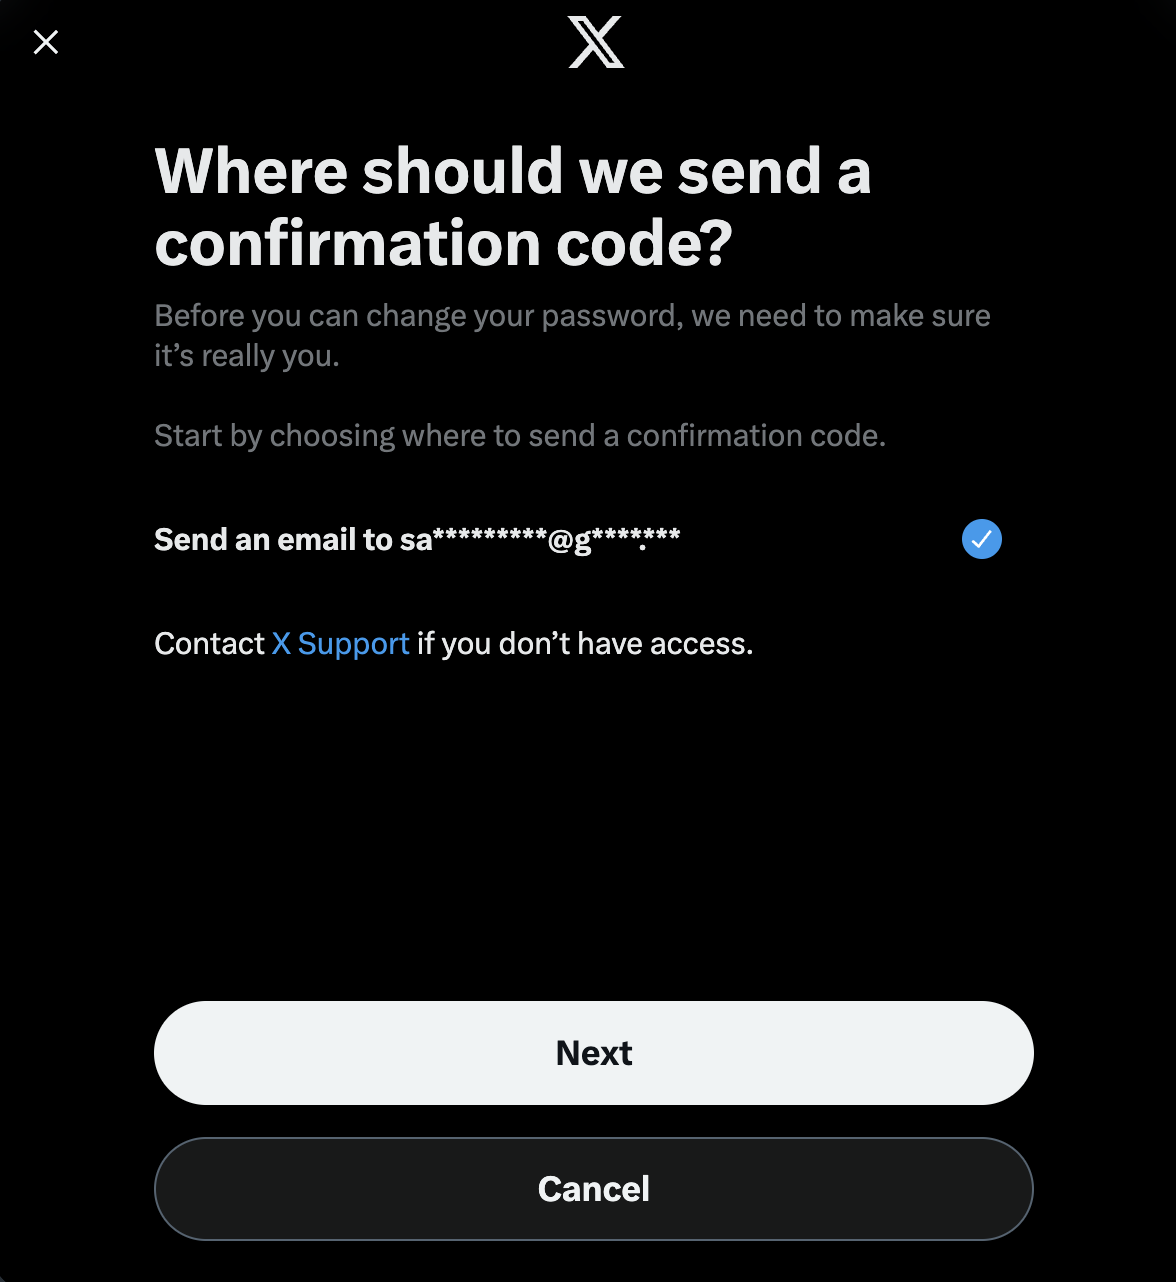 Where should we send a
confirmation code?
Before you can change your password, we need to make sure
it’s really you.
Start by choosing where to send a confirmation code.
Send an email to sa*********@g****.***
Contact X Support if you don’t have access.
Next
Cancel